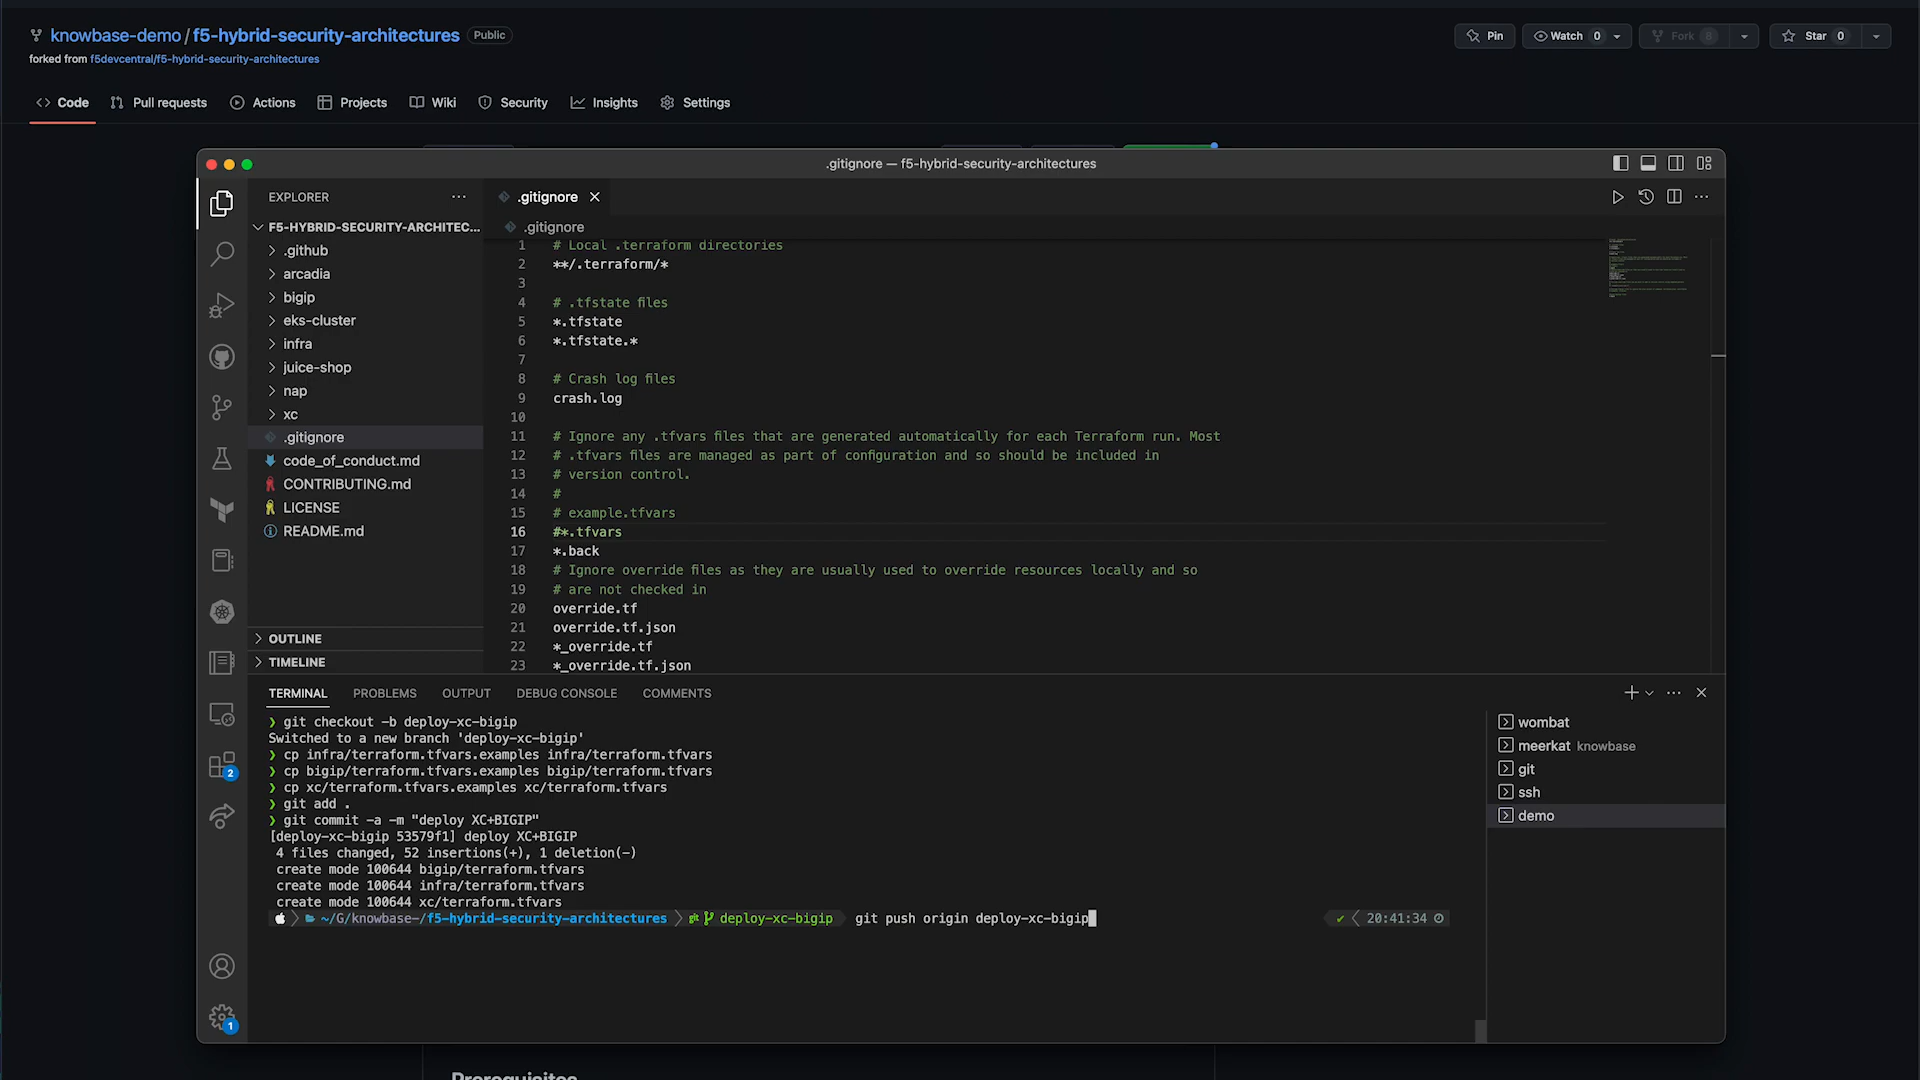 knowbase-demo / f5-hybrid-security-architectures Public
Pin
Watch 0
Fork 8
Star 0
forked from f5devcentral/f5-hybrid-security-architectures
Code
Pull requests
Actions
Projects
Wiki
Security
Insights
Settings
.gitignore — f5-hybrid-security-architectures
EXPLORER
.gitignore
F5-HYBRID-SECURITY-ARCHITEC...
.gitignore
.github
arcadia
bigip
eks-cluster
infra
juice-shop
nap
xc
.gitignore
code_of_conduct.md
CONTRIBUTING.md
LICENSE
README.md
OUTLINE
TIMELINE
1 # Local .terraform directories
2 **/.terraform/*
3
4 # .tfstate files
5 *.tfstate
6 *.tfstate.*
7
8 # Crash log files
9 crash.log
10
11 # Ignore any .tfvars files that are generated automatically for each Terraform run. Most
12 # .tfvars files are managed as part of configuration and so should be included in
13 # version control.
14 #
15 # example.tfvars
16 #*.tfvars
17 *.back
18 # Ignore override files as they are usually used to override resources locally and so
19 # are not checked in
20 override.tf
21 override.tf.json
22 *_override.tf
23 *_override.tf.json
TERMINAL
PROBLEMS
OUTPUT
DEBUG CONSOLE
COMMENTS
❯ git checkout -b deploy-xc-bigip
Switched to a new branch 'deploy-xc-bigip'
❯ cp infra/terraform.tfvars.examples infra/terraform.tfvars
❯ cp bigip/terraform.tfvars.examples bigip/terraform.tfvars
❯ cp xc/terraform.tfvars.examples xc/terraform.tfvars
❯ git add .
❯ git commit -a -m "deploy XC+BIGIP"
[deploy-xc-bigip 53579f1] deploy XC+BIGIP
4 files changed, 52 insertions(+), 1 deletion(-)
create mode 100644 bigip/terraform.tfvars
create mode 100644 infra/terraform.tfvars
create mode 100644 xc/terraform.tfvars
~/G/knowbase-/f5-hybrid-security-architectures deploy-xc-bigip git push origin deploy-xc-bigip ✔ 20:41:34
wombat
meerkat knowbase
git
ssh
demo
2
1
Prerequisites